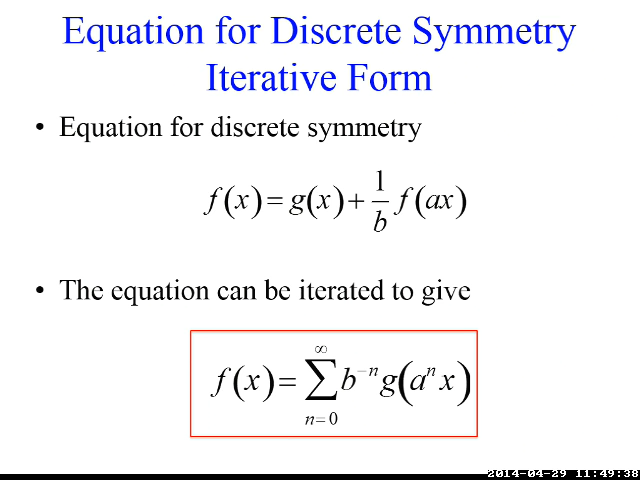 Equation for Discrete Symmetry
Iterative Form
• Equation for discrete symmetry
f(x) = g(x) + 1/b f(ax)
• The equation can be iterated to give
f(x) = ∑_{n=0}^{∞} b^{-n} g(a^n x)
2014-04-29 11:49:38